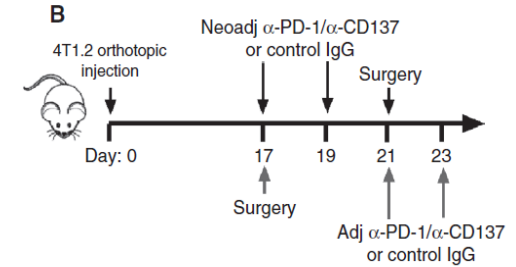 B
Neoadj α-PD-1/α-CD137
or control IgG
4T1.2 orthotopic
injection
Surgery
Day: 0 17 19 21 23
Surgery
Adj α-PD-1/α-CD137
or control IgG